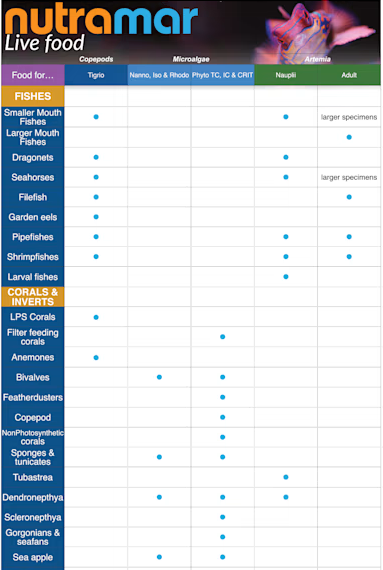 nutramar
Live food
Copepods Microalgae Artemia
Food for... Tigrio Nanno, Iso & Rhodo Phyto TC, IC & CRIT Nauplii Adult
FISHES
Smaller Mouth
Fishes larger specimens
Larger Mouth
Fishes
Dragonets
Seahorses larger specimens
Filefish
Garden eels
Pipefishes
Shrimpfishes
Larval fishes
CORALS &
INVERTS
LPS Corals
Filter feeding
corals
Anemones
Bivalves
Featherdusters
Copepod
NonPhotosynthetic
corals
Sponges &
tunicates
Tubastrea
Dendronepthya
Scleronepthya
Gorgonians &
seafans
Sea apple